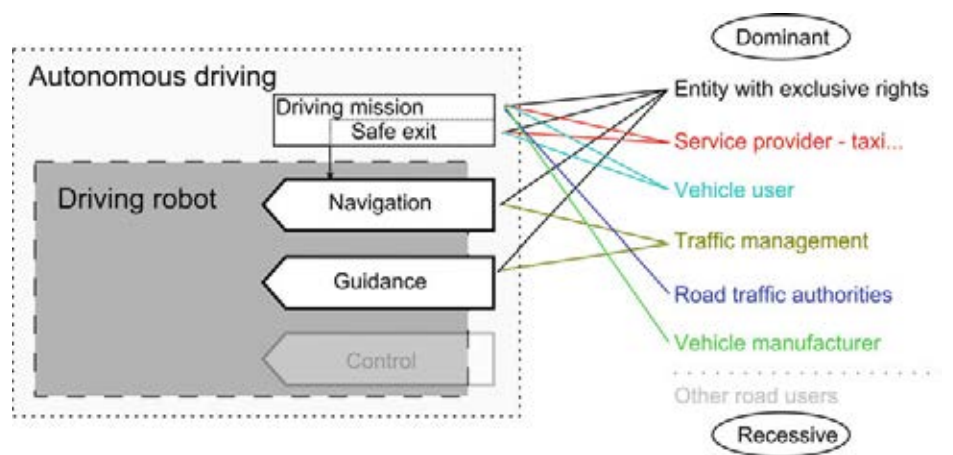 Dominant
Autonomous driving
Entity with exclusive rights
Driving mission
Safe exit
Service provider - taxi...
Driving robot
Navigation
Vehicle user
Traffic management
Guidance
Road traffic authorities
Vehicle manufacturer
Control
Other road users
Recessive